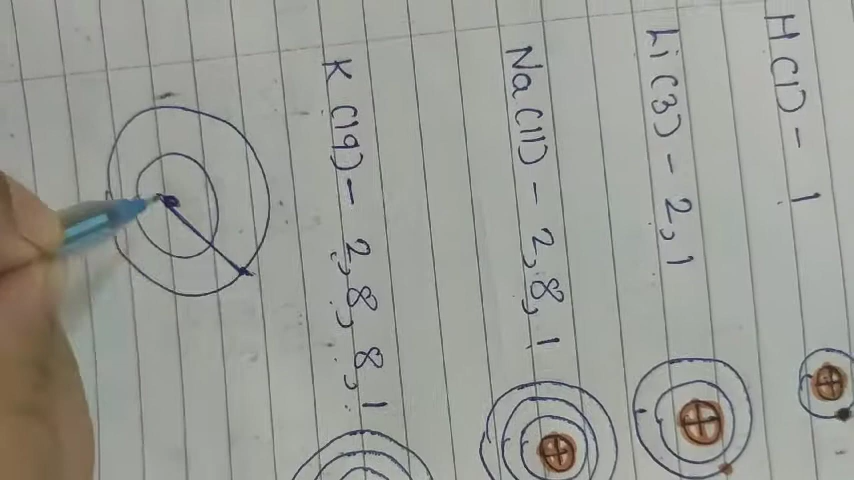 H(1) - 1
Li(3) - 2,1
Na(11) - 2,8,1
K(19) - 2,8,8,1